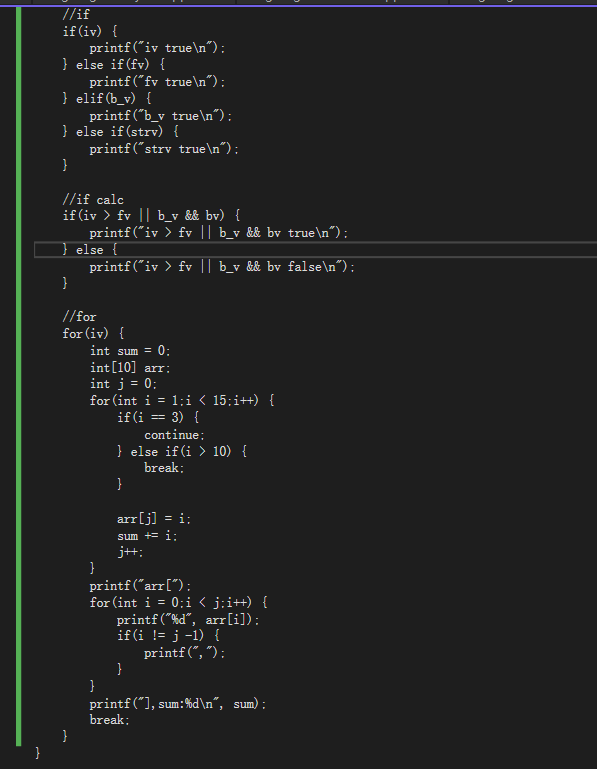 //if
if(iv) {
    printf("iv true\n");
} else if(fv) {
    printf("fv true\n");
} elif(b_v) {
    printf("b_v true\n");
} else if(strv) {
    printf("strv true\n");
}
//if calc
if(iv > fv || b_v && bv) {
    printf("iv > fv || b_v && bv true\n");
} else {
    printf("iv > fv || b_v && bv false\n");
}
//for
for(iv) {
    int sum = 0;
    int[10] arr;
    int j = 0;
    for(int i = 1;i < 15;i++) {
        if(i == 3) {
            continue;
        } else if(i > 10) {
            break;
        }
        arr[j] = i;
        sum += i;
        j++;
    }
    printf("arr[");
    for(int i = 0;i < j;i++) {
        printf("%d", arr[i]);
        if(i != j -1) {
            printf(",");
        }
    }
    printf("],sum:%d\n", sum);
    break;
}
}